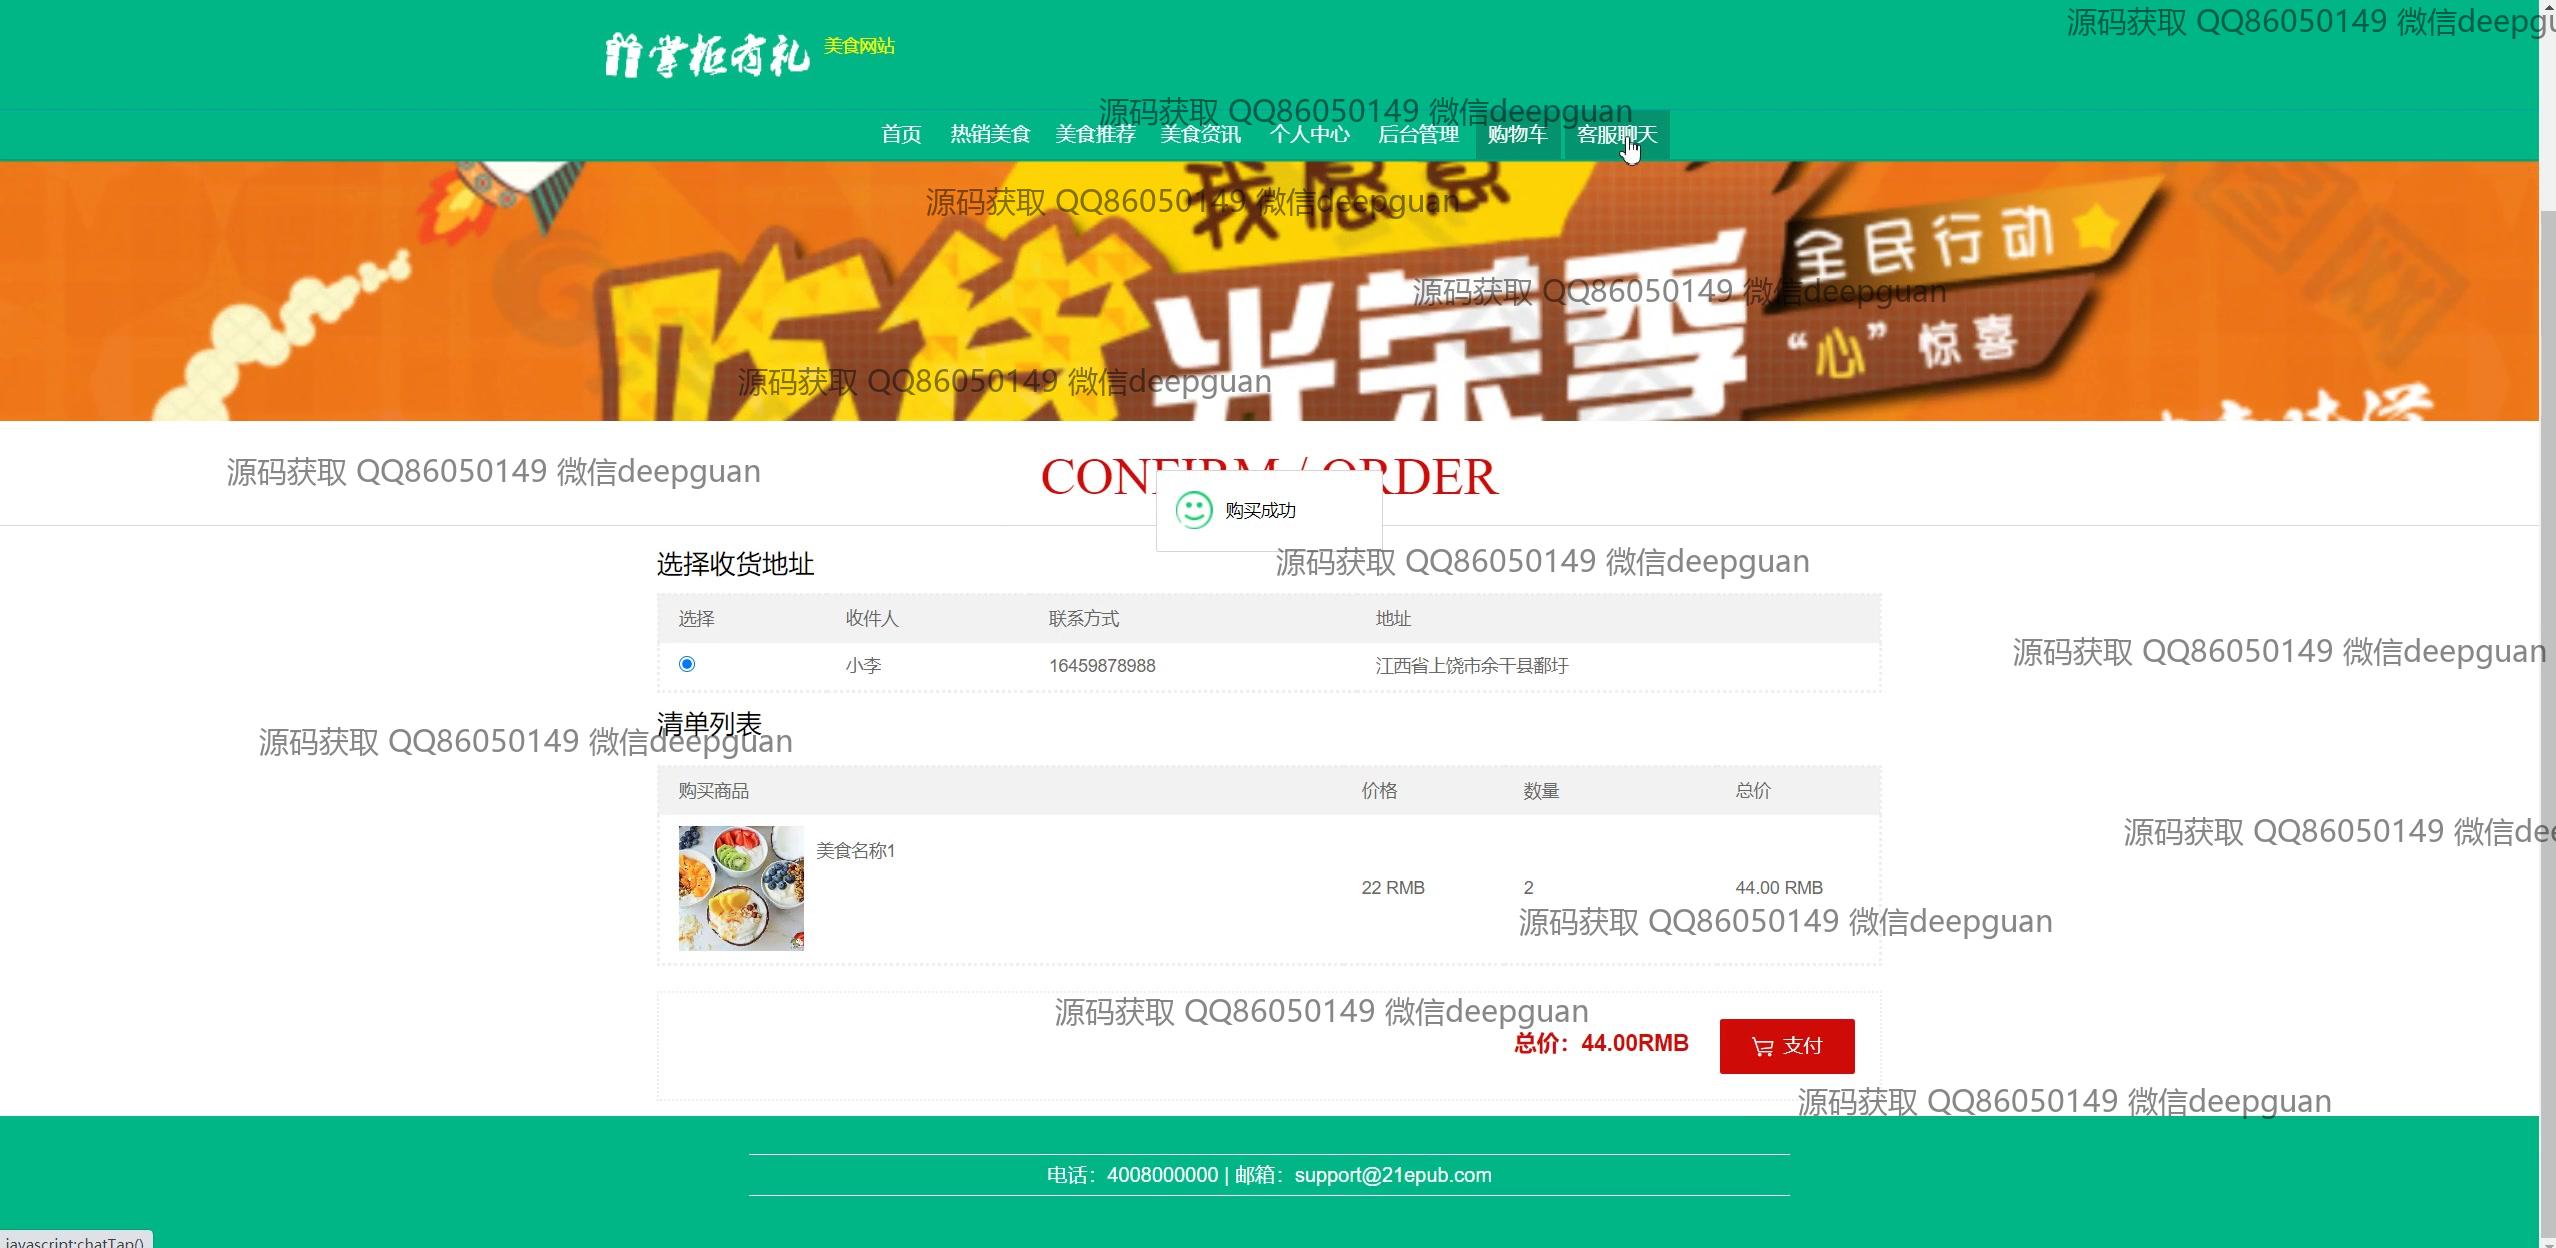 源码获取 QQ86050149 微信deepgu
掌柜有礼 美食网站
源码获取 QQ86050149 微信deepguan
首页 热销美食 美食推荐 美食资讯 个人中心 后台管理 购物车 客服聊天
我愿意
源码获取 QQ86050149 微信deepguan
全民行动
吃货光荣季
源码获取 QQ86050149 微信deepguan
“心” 惊喜
源码获取 QQ86050149 微信deepguan
源码获取 QQ86050149 微信deepguan
CONFIRM / ORDER
购买成功
选择收货地址
源码获取 QQ86050149 微信deepguan
选择 收件人 联系方式 地址
源码获取 QQ86050149 微信deepguan
小李 16459878988 江西省上饶市余干县鄱圩
清单列表
源码获取 QQ86050149 微信deepguan
购买商品 价格 数量 总价
源码获取 QQ86050149 微信dee
美食名称1
22 RMB 2 44.00 RMB
源码获取 QQ86050149 微信deepguan
源码获取 QQ86050149 微信deepguan
总价：44.00RMB 支付
源码获取 QQ86050149 微信deepguan
电话：4008000000 | 邮箱：support@21epub.com
javascript:chatTap()